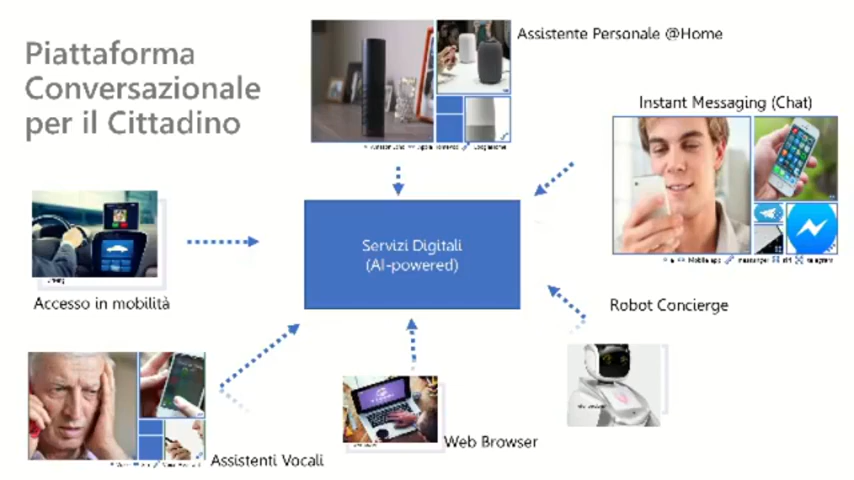 Piattaforma
Conversazionale
per il Cittadino
Assistente Personale @Home
Instant Messaging (Chat)
Servizi Digitali
(AI-powered)
Accesso in mobilità
Robot Concierge
Web Browser
Assistenti Vocali